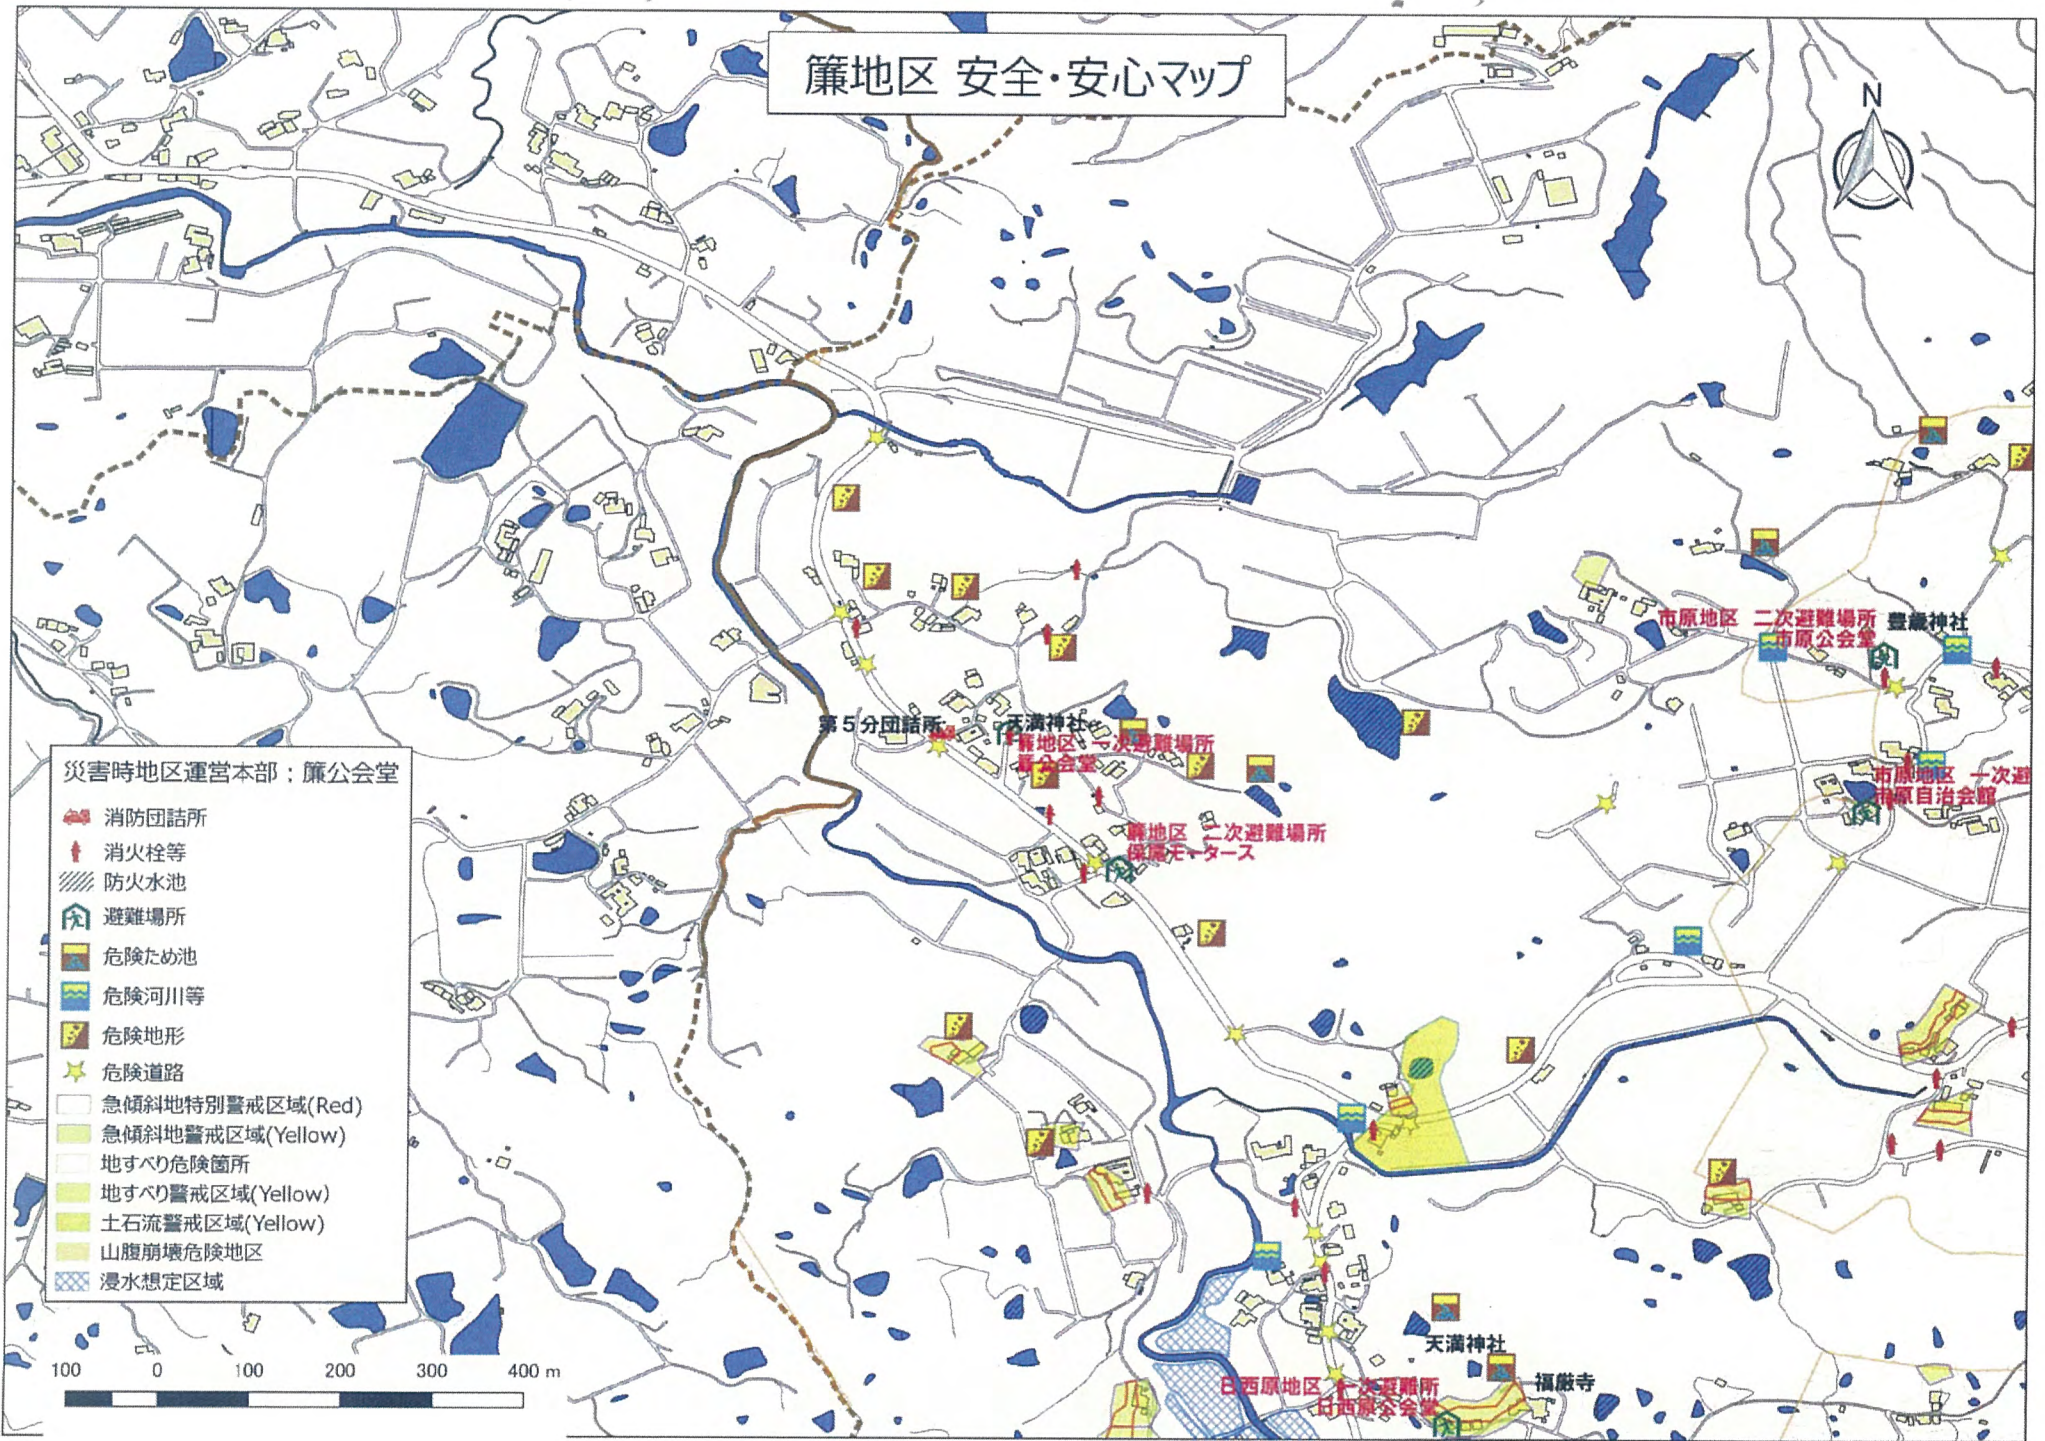 簾地区 安全・安心マップ
N
市原地区 二次避難場所
市原公会堂
豊歳神社
第5分団詰所
天満神社
簾地区 一次避難場所
簾公会堂
市原地区 一次避
市原自治会館
簾地区 二次避難場所
保尾モータース
災害時地区運営本部;簾公会堂
消防団詰所
消火栓等
防火水池
避難場所
危険ため池
危険河川等
危険地形
危険道路
急傾斜地特別警戒区域(Red)
急傾斜地警戒区域(Yellow)
地すべり危険箇所
地すべり警戒区域(Yellow)
土石流警戒区域(Yellow)
山腹崩壊危険地区
浸水想定区域
天満神社
福厳寺
日西原地区 一次避難所
日西原公会堂
100 0 100 200 300 400 m